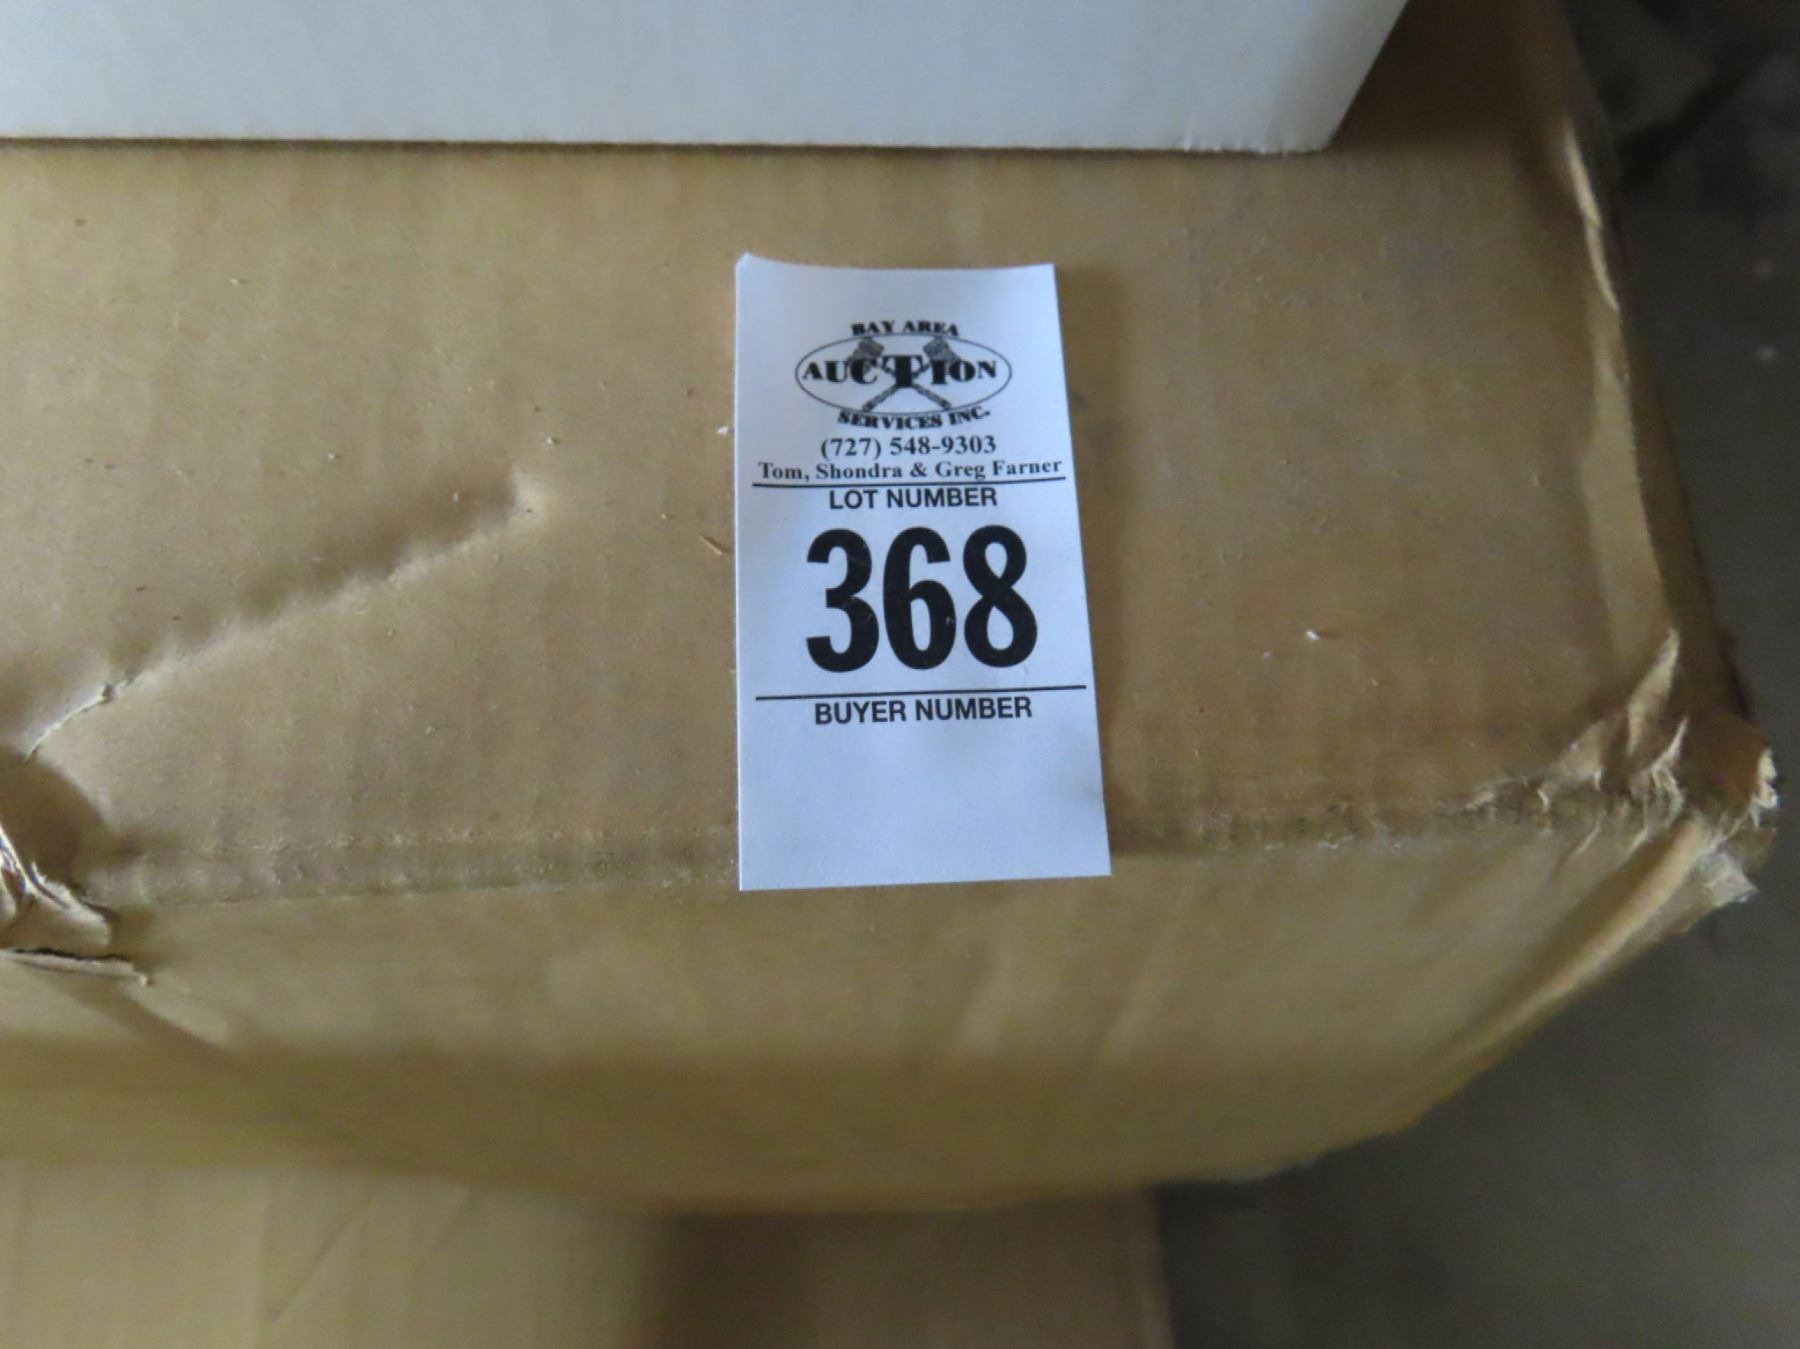 BAY AREA
AUCTION
SERVICES INC.
(727) 548-9303
Tom, Shondra & Greg Farner
LOT NUMBER
368
BUYER NUMBER